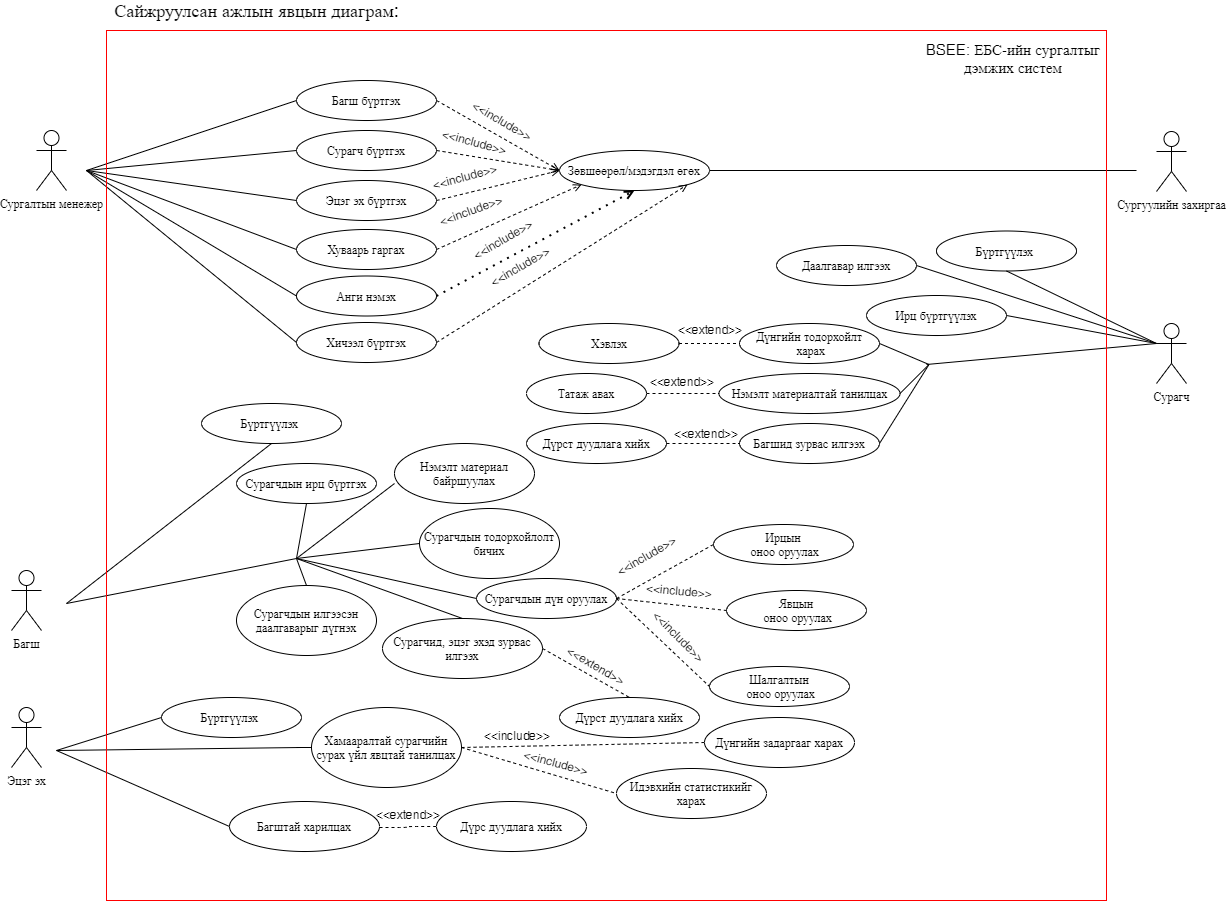 Сайжруулсан ажлын явцын диаграм:
BSEE: ЕБС-ийн сургалтыг
дэмжих систем
Багш бүртгэх
<<include>>
Сурагч бүртгэх
<<include>>
Зөвшөөрөл/мэдэгдэл өгөх
Эцэг эх бүртгэх
<<include>>
Сургалтын менежер
Сургуулийн захиргаа
<<include>>
Хуваарь гаргах
<<include>>
<<include>>
Анги нэмэх
Хичээл бүртгэх
Бүртгүүлэх
Даалгавар илгээх
Ирц бүртгүүлэх
Хэвлэх
<<extend>>
Дүнгийн тодорхойлт
харах
Татаж авах
<<extend>>
Нэмэлт материалтай танилцах
Сурагч
Дүрст дуудлага хийх
<<extend>>
Багшид зурвас илгээх
Бүртгүүлэх
Нэмэлт материал
байршуулах
Сурагчдын ирц бүртгэх
Сурагчдын тодорхойлолт
бичих
<<include>>
Ирцын
оноо оруулах
Сурагчдын дүн оруулах
<<include>>
Явцын
оноо оруулах
Сурагчдын илгээсэн
даалгаварыг дүгнэх
Багш
Сурагчид, эцэг эхэд зурвас
илгээх
<<include>>
<<extend>>
Шалгалтын
оноо оруулах
Дүрст дуудлага хийх
Бүртгүүлэх
Хамааралтай сурагчийн
сурах үйл явцтай танилцах
<<include>>
Дүнгийн задаргааг харах
<<include>>
Эцэг эх
Идэвхийн статистикийг
харах
Багштай харилцах
<<extend>>
Дүрс дуудлага хийх